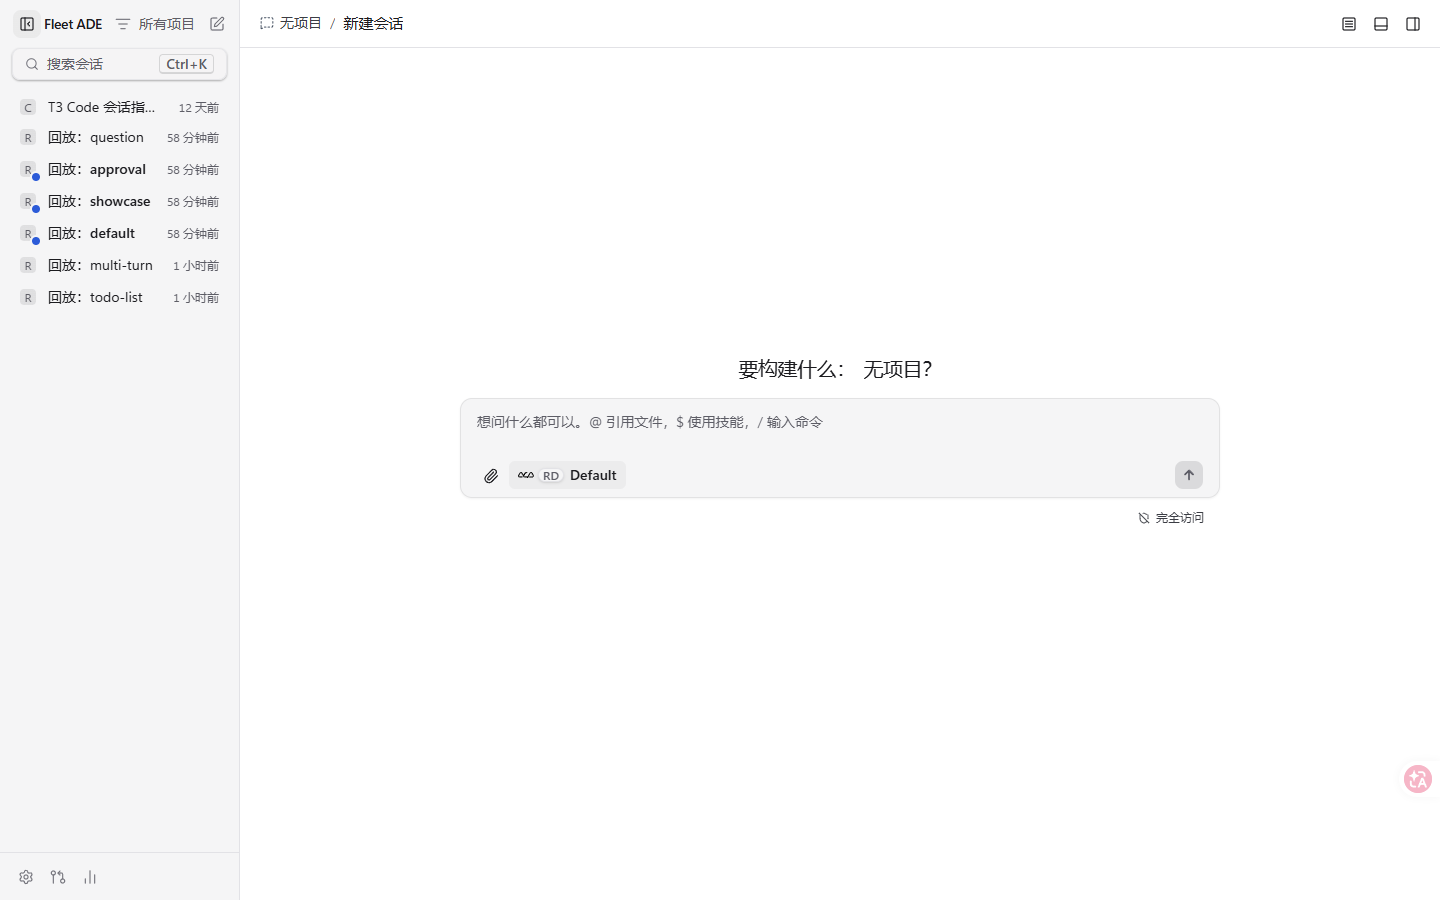 Fleet ADE 所有项目
搜索会话 Ctrl+K
C T3 Code 会话指... 12 天前
R 回放：question 58 分钟前
R 回放：approval 58 分钟前
R 回放：showcase 58 分钟前
R 回放：default 58 分钟前
R 回放：multi-turn 1 小时前
R 回放：todo-list 1 小时前
无项目 / 新建会话
要构建什么： 无项目?
想问什么都可以。@ 引用文件，$ 使用技能，/ 输入命令
RD Default
完全访问